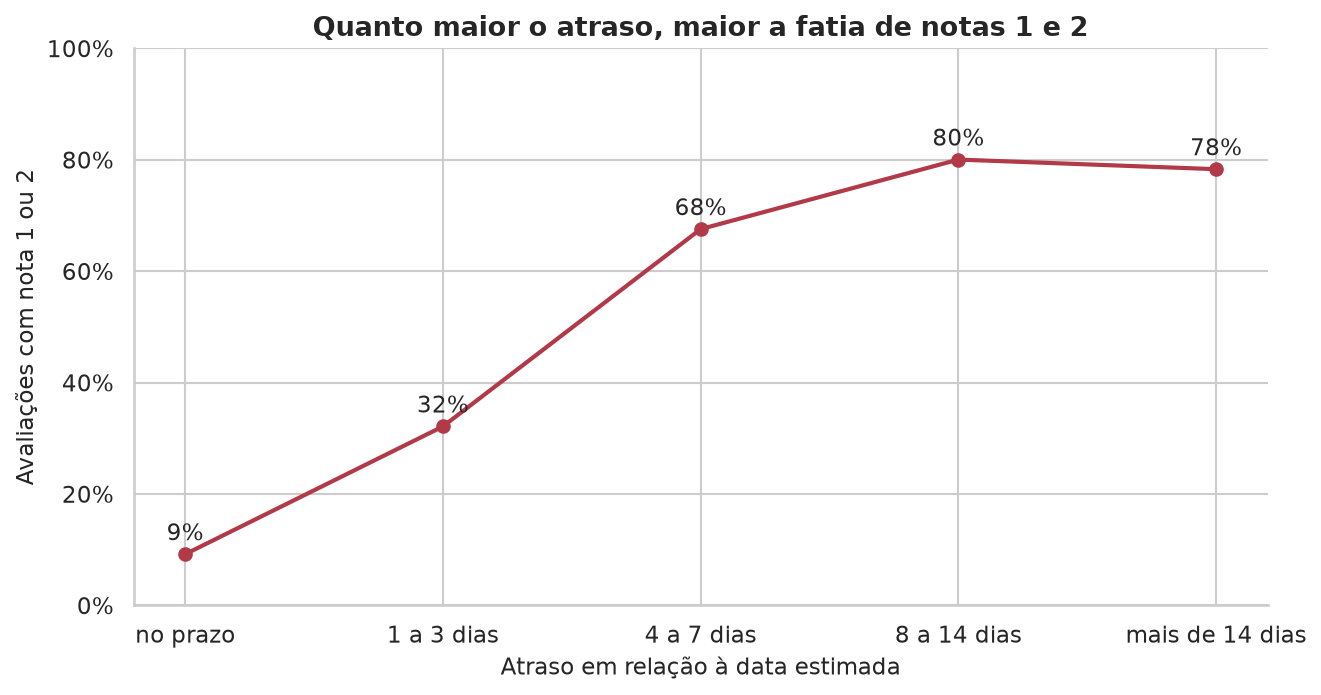 Quanto maior o atraso, maior a fatia de notas 1 e 2
Avaliações com nota 1 ou 2
100%
80%
60%
40%
20%
0%
9%
32%
68%
80%
78%
no prazo
1 a 3 dias
4 a 7 dias
8 a 14 dias
mais de 14 dias
Atraso em relação à data estimada